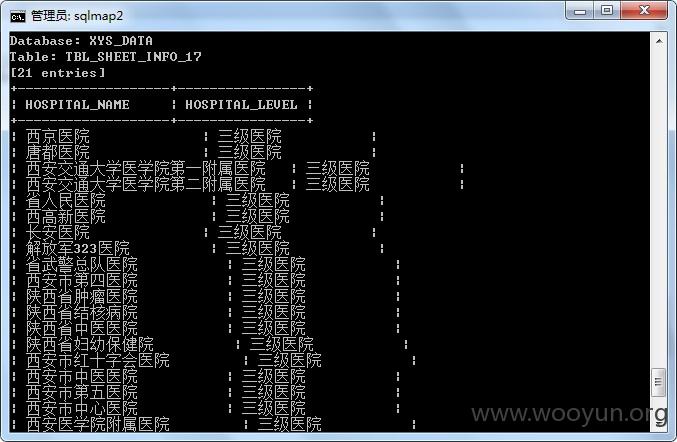 管理员: sqlmap2
Database: XYS_DATA
Table: TBL_SHEET_INFO_17
[21 entries]
+-------------------+----------------+
¦ HOSPITAL_NAME ¦ HOSPITAL_LEVEL ¦
+-------------------+----------------+
¦ 西京医院 ¦ 三级医院 ¦
¦ 唐都医院 ¦ 三级医院 ¦
¦ 西安交通大学医学院第一附属医院 ¦ 三级医院 ¦
¦ 西安交通大学医学院第二附属医院 ¦ 三级医院 ¦
¦ 省人民医院 ¦ 三级医院 ¦
¦ 西高新医院 ¦ 三级医院 ¦
¦ 长安医院 ¦ 三级医院 ¦
¦ 解放军323医院 ¦ 三级医院 ¦
¦ 省武警总队医院 ¦ 三级医院 ¦
¦ 西安市第四医院 ¦ 三级医院 ¦
¦ 陕西省肿瘤医院 ¦ 三级医院 ¦
¦ 陕西省结核病院 ¦ 三级医院 ¦
¦ 陕西省中医医院 ¦ 三级医院 ¦
¦ 陕西省妇幼保健院 ¦ 三级医院 ¦
¦ 西安市红十字会医院 ¦ 三级医院 ¦
¦ 西安市中医医院 ¦ 三级医院 ¦
¦ 西安市第五医院 ¦ 三级医院 ¦
¦ 西安市中心医院 ¦ 三级医院 ¦
¦ 西安医学院附属医院 ¦ 三级医院 ¦
www.wooyun.org